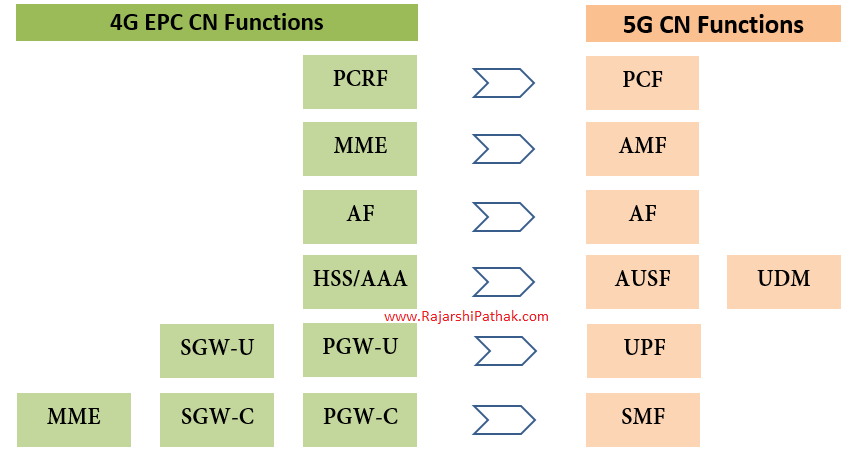 4G EPC CN Functions 5G CN Functions
PCRF PCF
MME AMF
AF AF
HSS/AAA AUSF UDM
www.RajarshiPathak.com
SGW-U PGW-U UPF
MME SGW-C PGW-C SMF